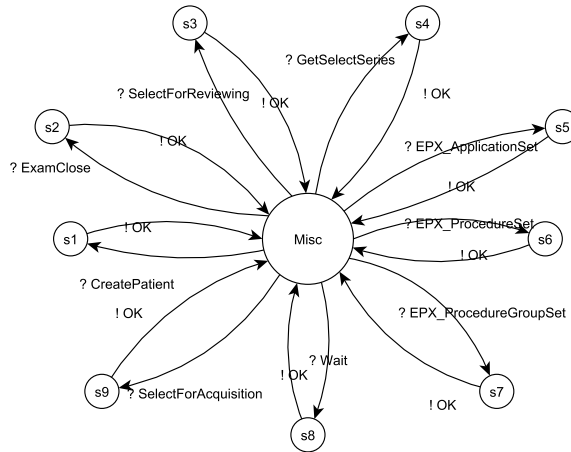 s3
s4
? GetSelectSeries
? SelectForReviewing
! OK
! OK
s2
! OK
s5
? EPX_ApplicationSet
? ExamClose
! OK
s1
! OK
Misc
? EPX_ProcedureSet
s6
! OK
? CreatePatient
! OK
? EPX_ProcedureGroupSet
? Wait
! OK
s9
? SelectForAcquisition
s7
! OK
s8